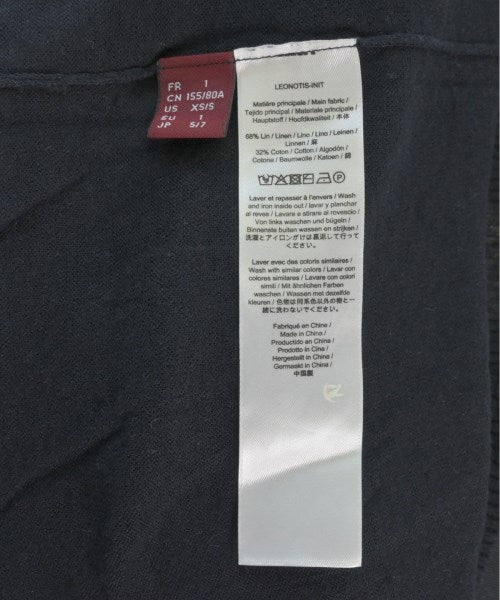 FR 1
CN 155/80A
US XS/S
EU 1
JP 5/7
LEONOTIS-INIT
Matière principale / Main fabric /
Tejido principal / Materiale principale /
Hauptstoff / Hoofdkwaliteit / 本体
68% Lin / Linen / Lino / Lino / Leinen /
Linnen / 麻
32% Coton / Cotton / Algodón /
Cotone / Baumwolle / Katoen / 綿
Laver et repasser à l'envers / Wash
and iron inside out / lavar y planchar
al reves / Lavare e stirare al rovescio /
Von links waschen und bügeln /
Binnenste buiten wassen en strijken /
洗濯とアイロンがけは裏返して行って
ください
Laver avec des coloris similaires /
Wash with similar colors / Lavar con
colores similares / Lavare con colori
simili / Mit ähnlichen Farben
waschen / Wassen met dezelfde
kleuren / 色物は同系色以外の物と一
緒に洗わないでください
Fabriqué en Chine /
Made in China /
Producido en China /
Prodotto in Cina /
Hergestellt in China /
Gemaakt in China /
中国製